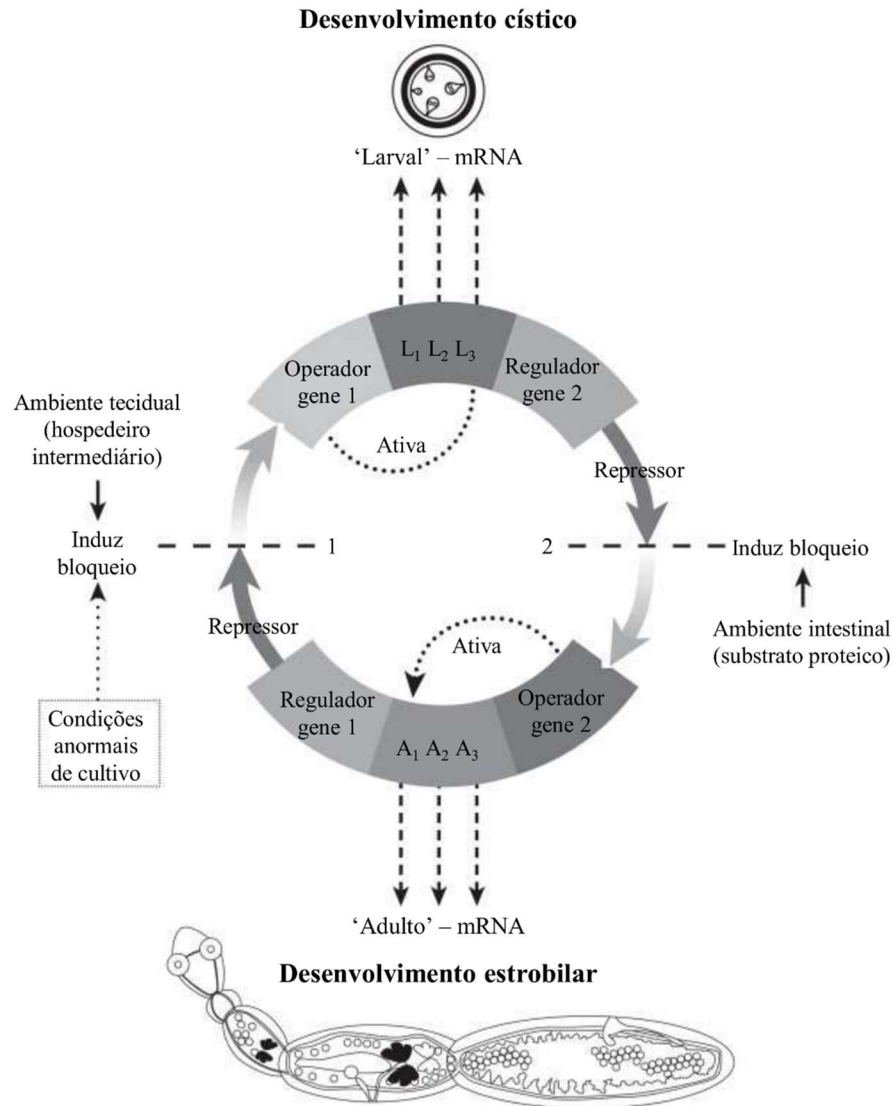 Desenvolvimento cístico
‘Larval’ – mRNA
L₁ L₂ L₃
Operador
gene 1
Regulador
gene 2
Ativa
Ambiente tecidual
(hospedeiro
intermediário)
Repressor
Induz
bloqueio
1
2
Induz bloqueio
Repressor
Ativa
Ambiente intestinal
(substrato proteico)
Regulador
gene 1
Operador
gene 2
A₁ A₂ A₃
Condições
anormais
de cultivo
‘Adulto’ – mRNA
Desenvolvimento estrobilar